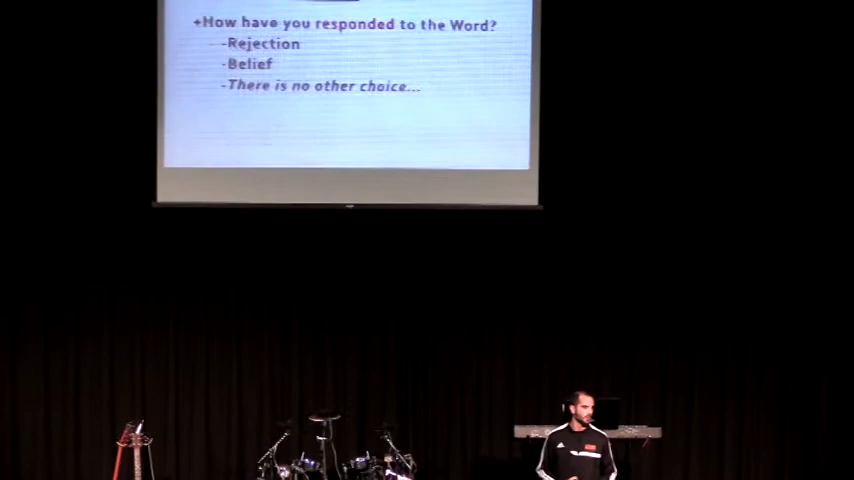 +How have you responded to the Word?
-Rejection
-Belief
-There is no other choice...